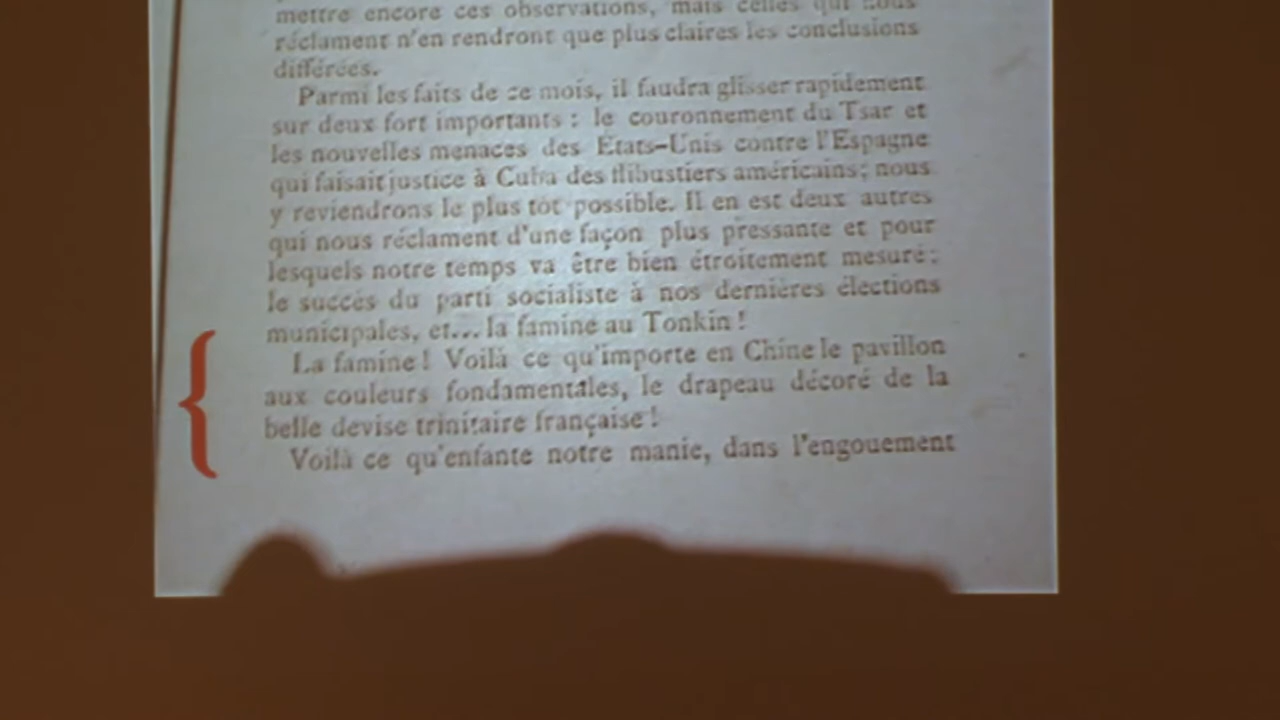 mettre encore ces observations, mais celles qui nous
réclament n'en rendront que plus claires les conclusions
différées.
Parmi les faits de ce mois, il faudra glisser rapidement
sur deux fort importants : le couronnement du Tsar et
les nouvelles menaces des États-Unis contre l'Espagne
qui faisait justice à Cuba des flibustiers américains; nous
y reviendrons le plus tôt possible. Il en est deux autres
qui nous réclament d'une façon plus pressante et pour
lesquels notre temps va être bien étroitement mesuré:
le succès du parti socialiste à nos dernières élections
municipales, et... la famine au Tonkin !
La famine ! Voilà ce qu'importe en Chine le pavillon
aux couleurs fondamentales, le drapeau décoré de la
belle devise trinitaire française !
Voilà ce qu'enfante notre manie, dans l'engouement